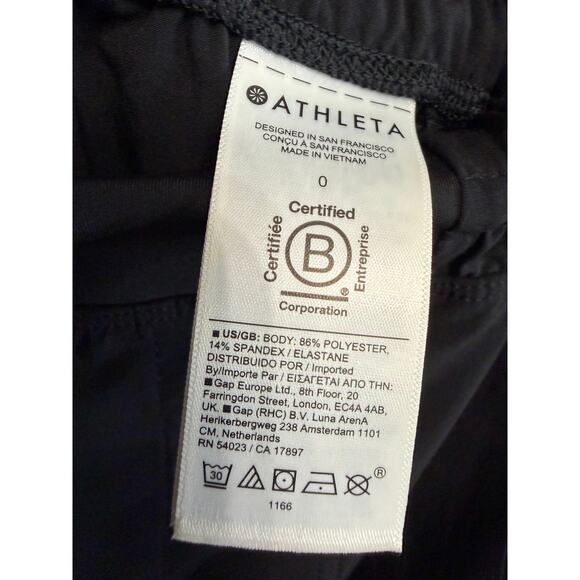 ATHLETA
DESIGNED IN SAN FRANCISCO
CONÇU À SAN FRANCISCO
MADE IN VIETNAM
0
Certified
Certifiée
B
Entreprise
®
Corporation
■ US/GB: BODY: 86% POLYESTER,
14% SPANDEX / ELASTANE
DISTRIBUIDO POR / Imported
By/Importe Par / ΕΙΣΑΓΕΤΑΙ ΑΠΟ ΤΗΝ:
■ Gap Europe Ltd., 8th Floor, 20
Farringdon Street, London, EC4A 4AB,
UK. ■ Gap (RHC) B.V. Luna ArenA
Herikerbergweg 238 Amsterdam 1101
CM, Netherlands
RN 54023 / CA 17897
30
®
1166